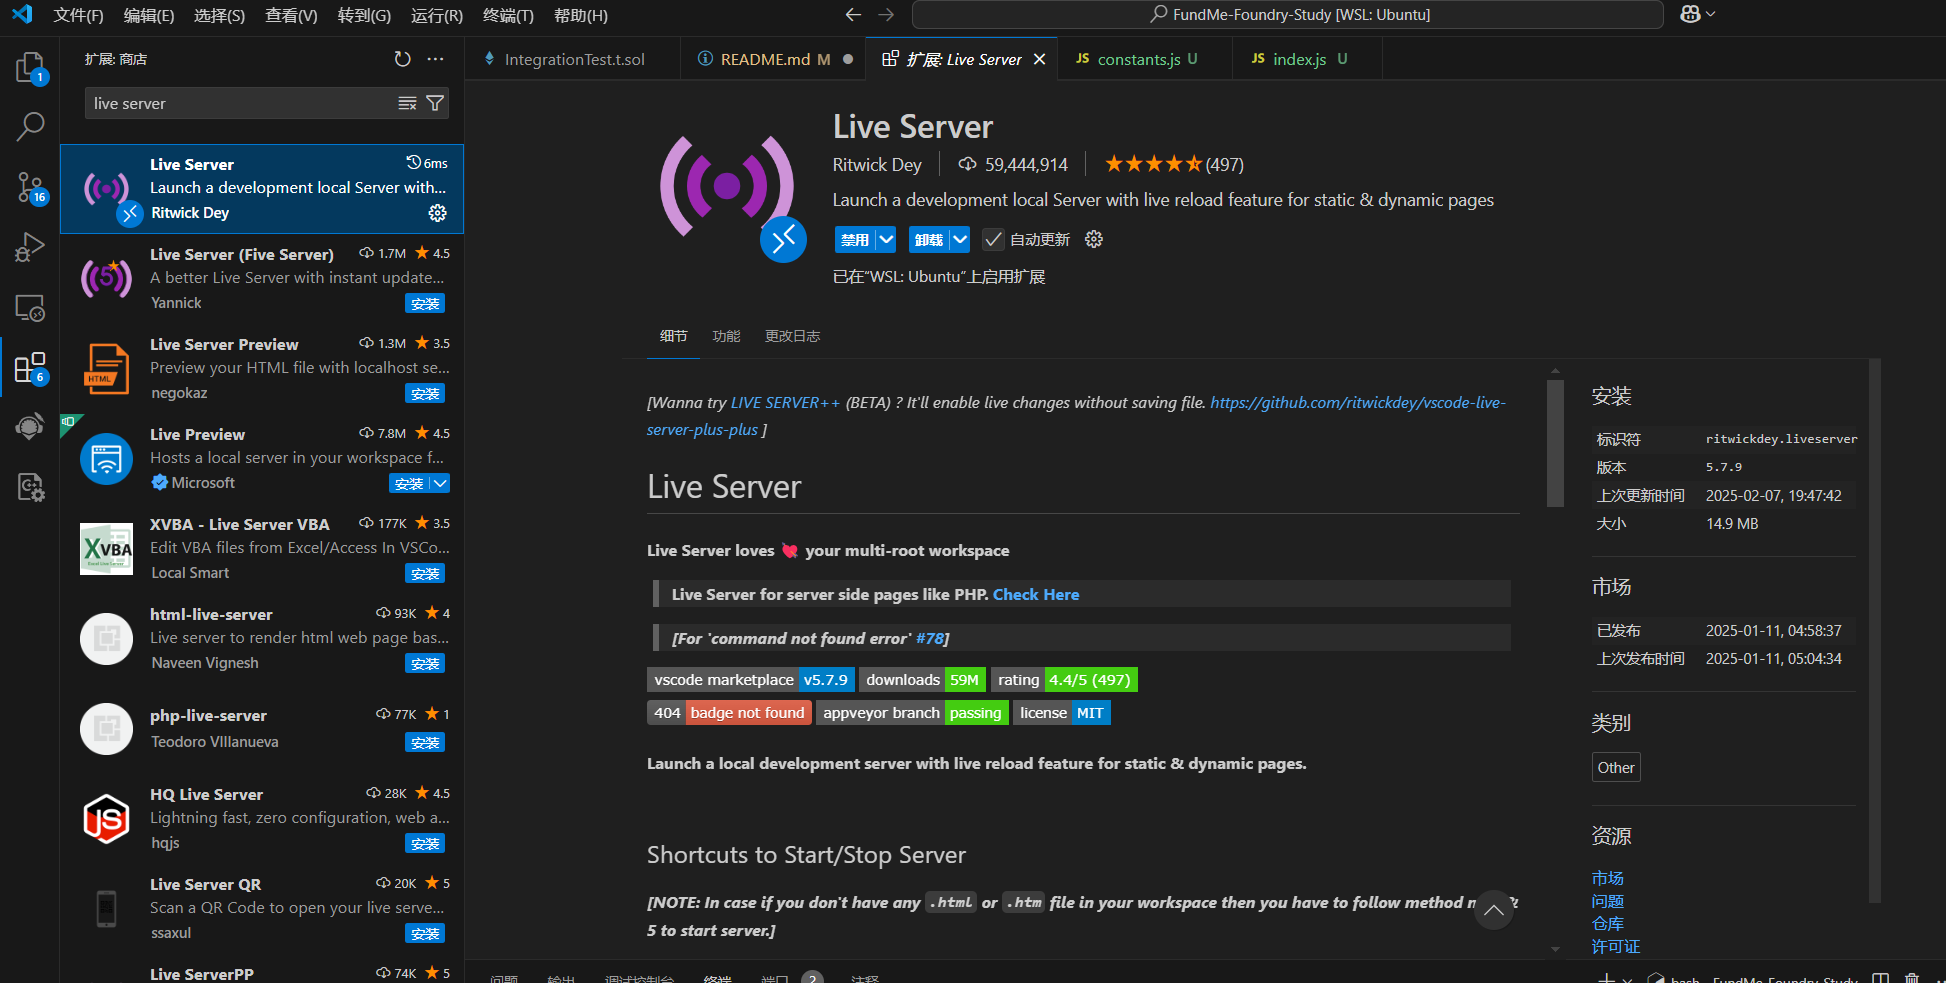 文件(F) 编辑(E) 选择(S) 查看(V) 转到(G) 运行(R) 终端(T) 帮助(H)
FundMe-Foundry-Study [WSL: Ubuntu]
扩展: 商店
IntegrationTest.t.sol
README.md M
扩展: Live Server
JS constants.js U
JS index.js U
live server
1
16
6
Live Server 6ms
Launch a development local Server with...
Ritwick Dey
Live Server (Five Server) 1.7M 4.5
A better Live Server with instant update...
Yannick 安装
Live Server Preview 1.3M 3.5
Preview your HTML file with localhost se...
negokaz 安装
Live Preview 7.8M 4.5
Hosts a local server in your workspace f...
Microsoft 安装
XVBA - Live Server VBA 177K 3.5
Edit VBA files from Excel/Access In VSCo...
Local Smart 安装
html-live-server 93K 4
Live server to render html web page bas...
Naveen Vignesh 安装
php-live-server 77K 1
Teodoro VIllanueva 安装
HQ Live Server 28K 4.5
Lightning fast, zero configuration, web a...
hqjs 安装
Live Server QR 20K 5
Scan a QR Code to open your live serve...
ssaxul 安装
Live ServerPP 74K 5
Live Server
Ritwick Dey 59,444,914 (497)
Launch a development local Server with live reload feature for static & dynamic pages
禁用 卸载 自动更新
已在“WSL: Ubuntu”上启用扩展
细节 功能 更改日志
[Wanna try LIVE SERVER++ (BETA) ? It'll enable live changes without saving file. https://github.com/ritwickdey/vscode-live-
server-plus-plus ]
Live Server
Live Server loves 💘 your multi-root workspace
Live Server for server side pages like PHP. Check Here
[For 'command not found error' #78]
vscode marketplace v5.7.9 downloads 59M rating 4.4/5 (497)
404 badge not found appveyor branch passing license MIT
Launch a local development server with live reload feature for static & dynamic pages.
Shortcuts to Start/Stop Server
[NOTE: In case if you don't have any .html or .htm file in your workspace then you have to follow method &
5 to start server.]
安装
标识符 ritwickdey.liveserver
版本 5.7.9
上次更新时间 2025-02-07, 19:47:42
大小 14.9 MB
市场
已发布 2025-01-11, 04:58:37
上次发布时间 2025-01-11, 05:04:34
类别
Other
资源
市场
问题
仓库
许可证
问题 输出 调试控制台 终端 端口 2 注释
bash - FundMe-Foundry-Study